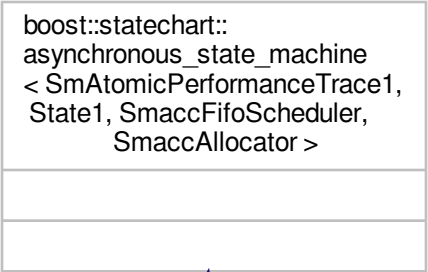 boost::statechart::
asynchronous_state_machine
< SmAtomicPerformanceTrace1,
State1, SmaccFifoScheduler,
SmaccAllocator >